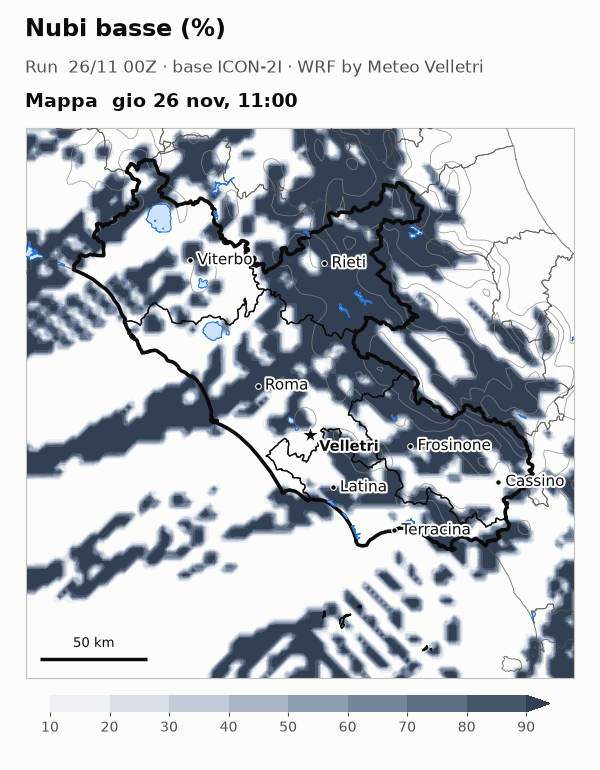 Nubi basse (%)
Run 26/11 00Z · base ICON-2I · WRF by Meteo Velletri
Mappa gio 26 nov, 11:00
Viterbo
Rieti
Roma
Velletri
Frosinone
Latina
Cassino
Terracina
50 km
10 20 30 40 50 60 70 80 90